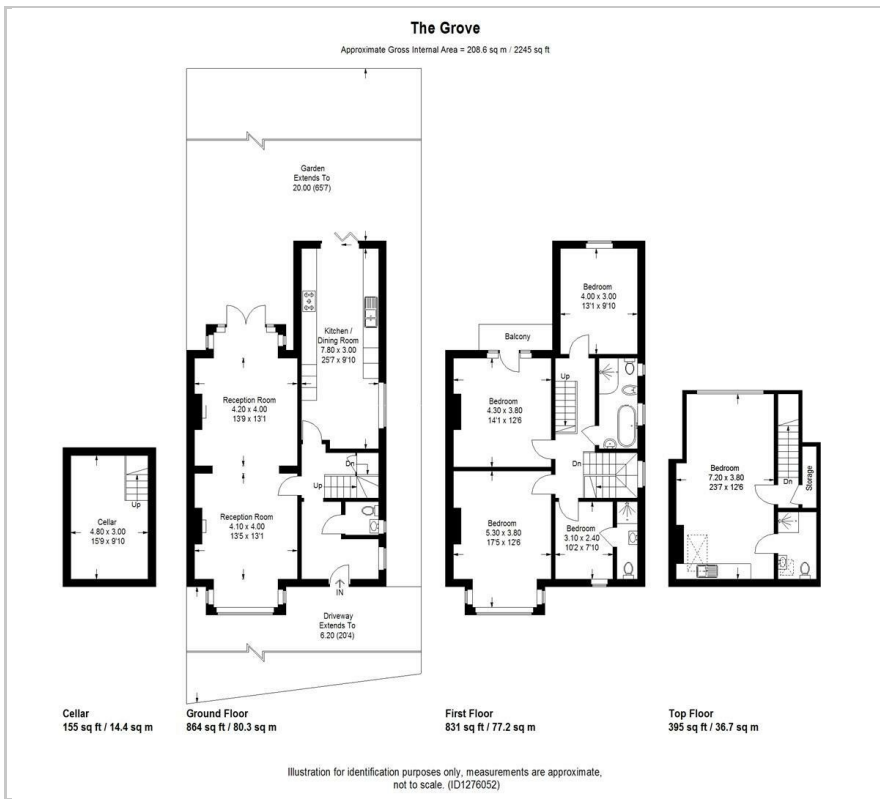 The Grove
Approximate Gross Internal Area = 208.6 sq m / 2245 sq ft
Garden
Extends To
20.00 (65'7)
Kitchen /
Dining Room
7.80 x 3.00
25'7 x 9'10
Reception Room
4.20 x 4.00
13'9 x 13'1
Dn
Up
Reception Room
4.10 x 4.00
13'5 x 13'1
IN
Driveway
Extends To
6.20 (20'4)
Up
Cellar
4.80 x 3.00
15'9 x 9'10
Bedroom
4.00 x 3.00
13'1 x 9'10
Balcony
Up
Bedroom
4.30 x 3.80
14'1 x 12'6
Dn
Bedroom
5.30 x 3.80
17'5 x 12'6
Bedroom
3.10 x 2.40
10'2 x 7'10
Bedroom
7.20 x 3.80
23'7 x 12'6
Dn
Storage
Cellar
155 sq ft / 14.4 sq m
Ground Floor
864 sq ft / 80.3 sq m
First Floor
831 sq ft / 77.2 sq m
Top Floor
395 sq ft / 36.7 sq m
Illustration for identification purposes only, measurements are approximate,
not to scale. (ID1276052)